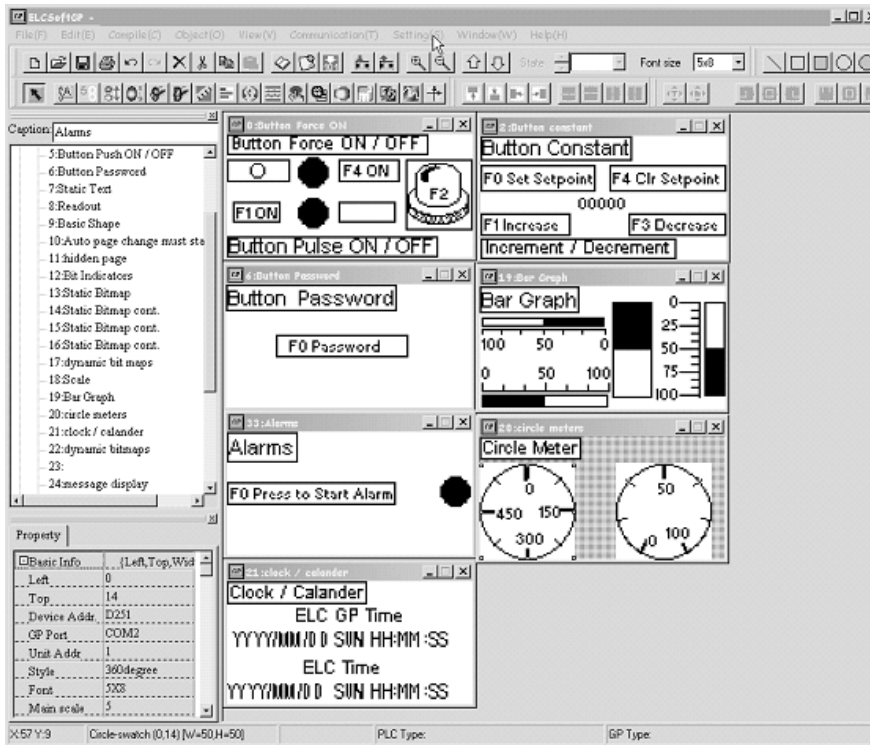 ELCSoftGP -
File(F) Edit(E) Compile(C) Object(O) View(V) Communication(T) Setting(S) Window(W) Help(H)
State Font size 5x8
Caption: Alarms
5:Button Push ON / OFF
6:Button Password
7:Static Text
8:Readout
9:Basic Shape
10:Auto page change must sta
11:hidden page
12:Bit Indicators
13:Static Bitmap
14:Static Bitmap cont.
15:Static Bitmap cont.
16:Static Bitmap cont.
17:dynamic bit maps
18:Scale
19:Bar Graph
20:circle meters
21:clock / calander
22:dynamic bitmaps
23:
24:message display
Property
Basic Info {Left,Top,Wid
Left 0
Top 14
Device Addr. D251
GP Port COM2
Unit Addr 1
Style 360degree
Font 5X8
Main scale 5
0:Button Force ON
Button Force ON / OFF
F4 ON
F2
F1 ON
Button Pulse ON / OFF
2:Button constant
Button Constant
F0 Set Setpoint F4 Clr Setpoint
00000
F1 Increase F3 Decrease
Increment / Decrement
6:Button Password
Button Password
F0 Password
19:Bar Graph
Bar Graph
100 50 0
0 50 100
0
25
50
75
100
33:Alarms
Alarms
F0 Press to Start Alarm
20:circle meters
Circle Meter
0
450 150
300
50
0 100
21:clock / calander
Clock / Calander
ELC GP Time
YYYY/MM/DD SUN HH:MM:SS
ELC Time
YYYY/MM/DD SUN HH:MM:SS
X:57 Y:9 Circle-swatch (0,14) [W=50,H=50] PLC Type: GP Type: